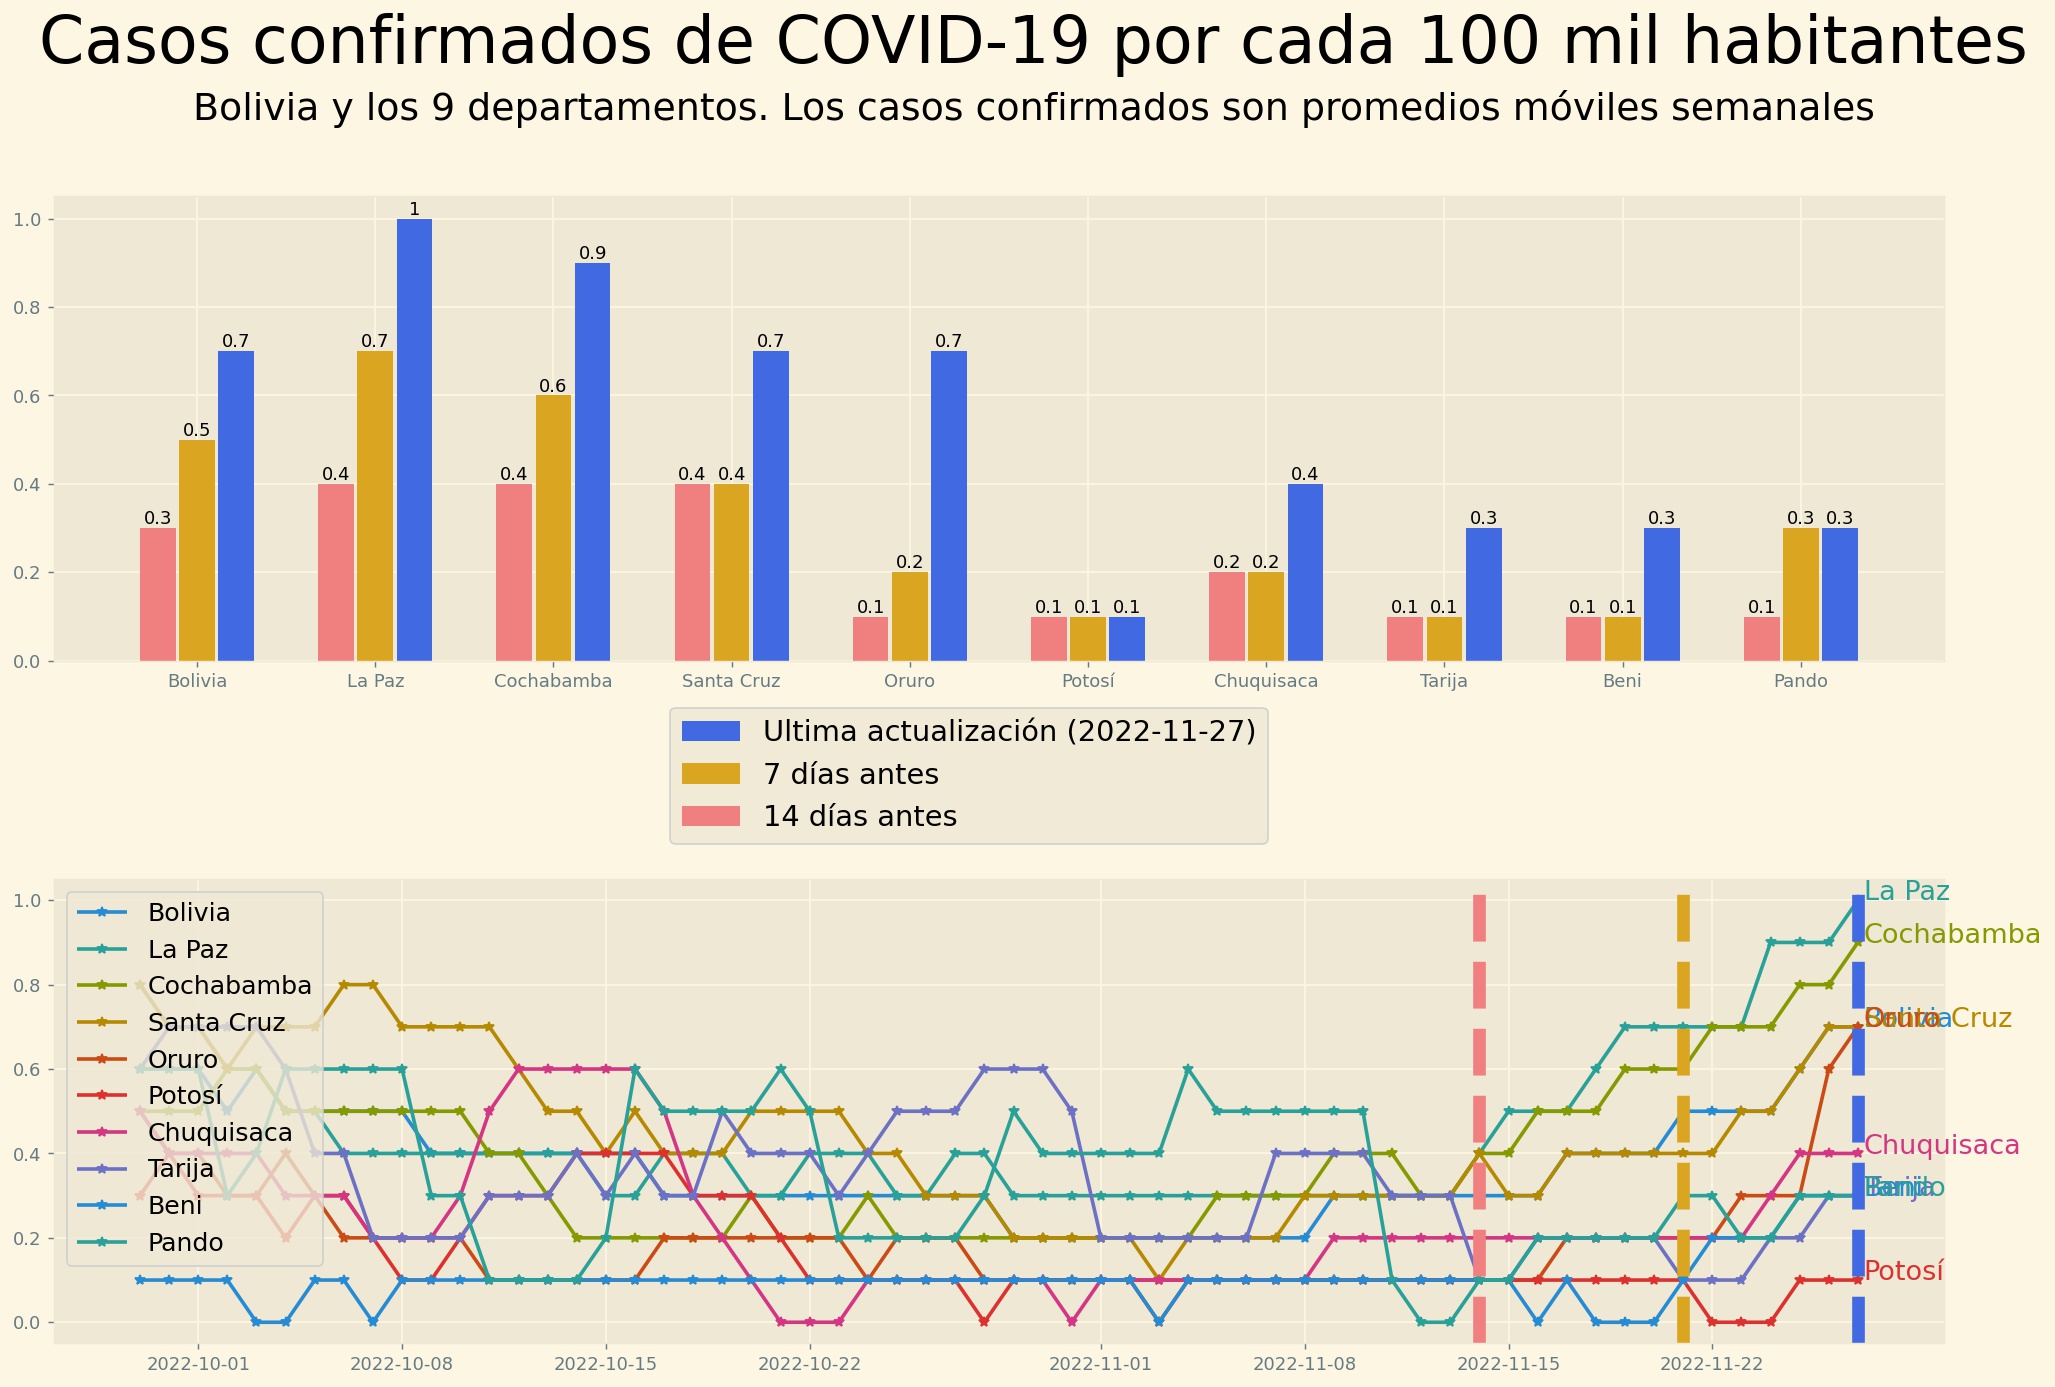 Casos confirmados de COVID-19 por cada 100 mil habitantes
Bolivia y los 9 departamentos. Los casos confirmados son promedios móviles semanales
1.0
0.8
0.6
0.4
0.2
0.0
0.3 0.5 0.7
0.4 0.7 1
0.4 0.6 0.9
0.4 0.4 0.7
0.1 0.2 0.7
0.1 0.1 0.1
0.2 0.2 0.4
0.1 0.1 0.3
0.1 0.1 0.3
0.1 0.3 0.3
Bolivia La Paz Cochabamba Santa Cruz Oruro Potosí Chuquisaca Tarija Beni Pando
Ultima actualización (2022-11-27)
7 días antes
14 días antes
1.0
0.8
0.6
0.4
0.2
0.0
Bolivia
La Paz
Cochabamba
Santa Cruz
Oruro
Potosí
Chuquisaca
Tarija
Beni
Pando
La Paz
Cochabamba
Bolivia
Santa Cruz
Oruro
Chuquisaca
Tarija
Beni
Pando
Potosí
2022-10-01 2022-10-08 2022-10-15 2022-10-22 2022-11-01 2022-11-08 2022-11-15 2022-11-22